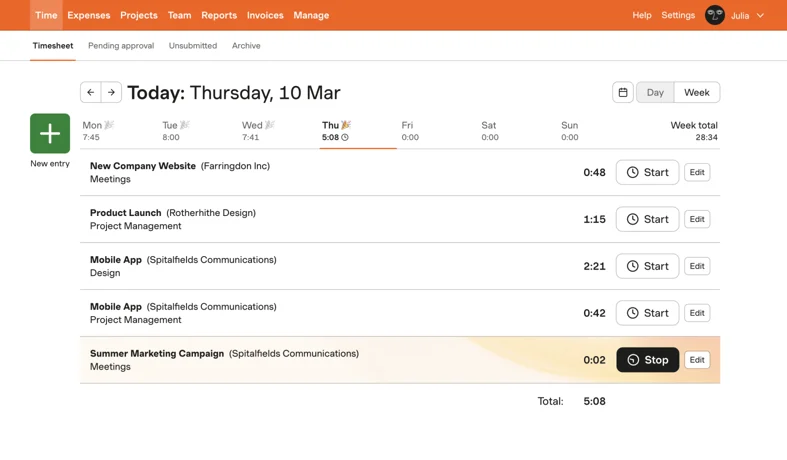 Time Expenses Projects Team Reports Invoices Manage Help Settings Julia
Timesheet Pending approval Unsubmitted Archive
Today: Thursday, 10 Mar Day Week
New entry
Mon Tue Wed Thu Fri Sat Sun Week total
7:45 8:00 7:41 5:08 0:00 0:00 0:00 28:34
New Company Website (Farringdon Inc)
Meetings
0:48 Start Edit
Product Launch (Rotherhithe Design)
Project Management
1:15 Start Edit
Mobile App (Spitalfields Communications)
Design
2:21 Start Edit
Mobile App (Spitalfields Communications)
Project Management
0:42 Start Edit
Summer Marketing Campaign (Spitalfields Communications)
Meetings
0:02 Stop Edit
Total: 5:08